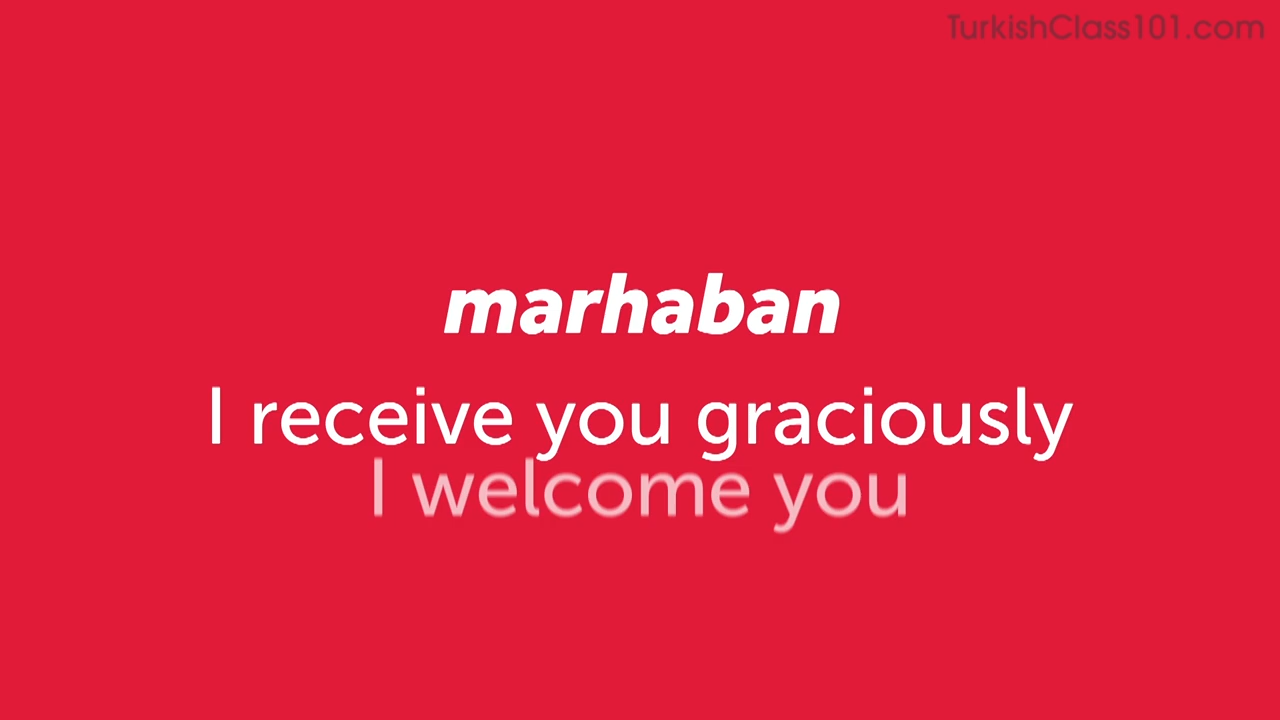 TurkishClass101.com
marhaban
I receive you graciously
I welcome you